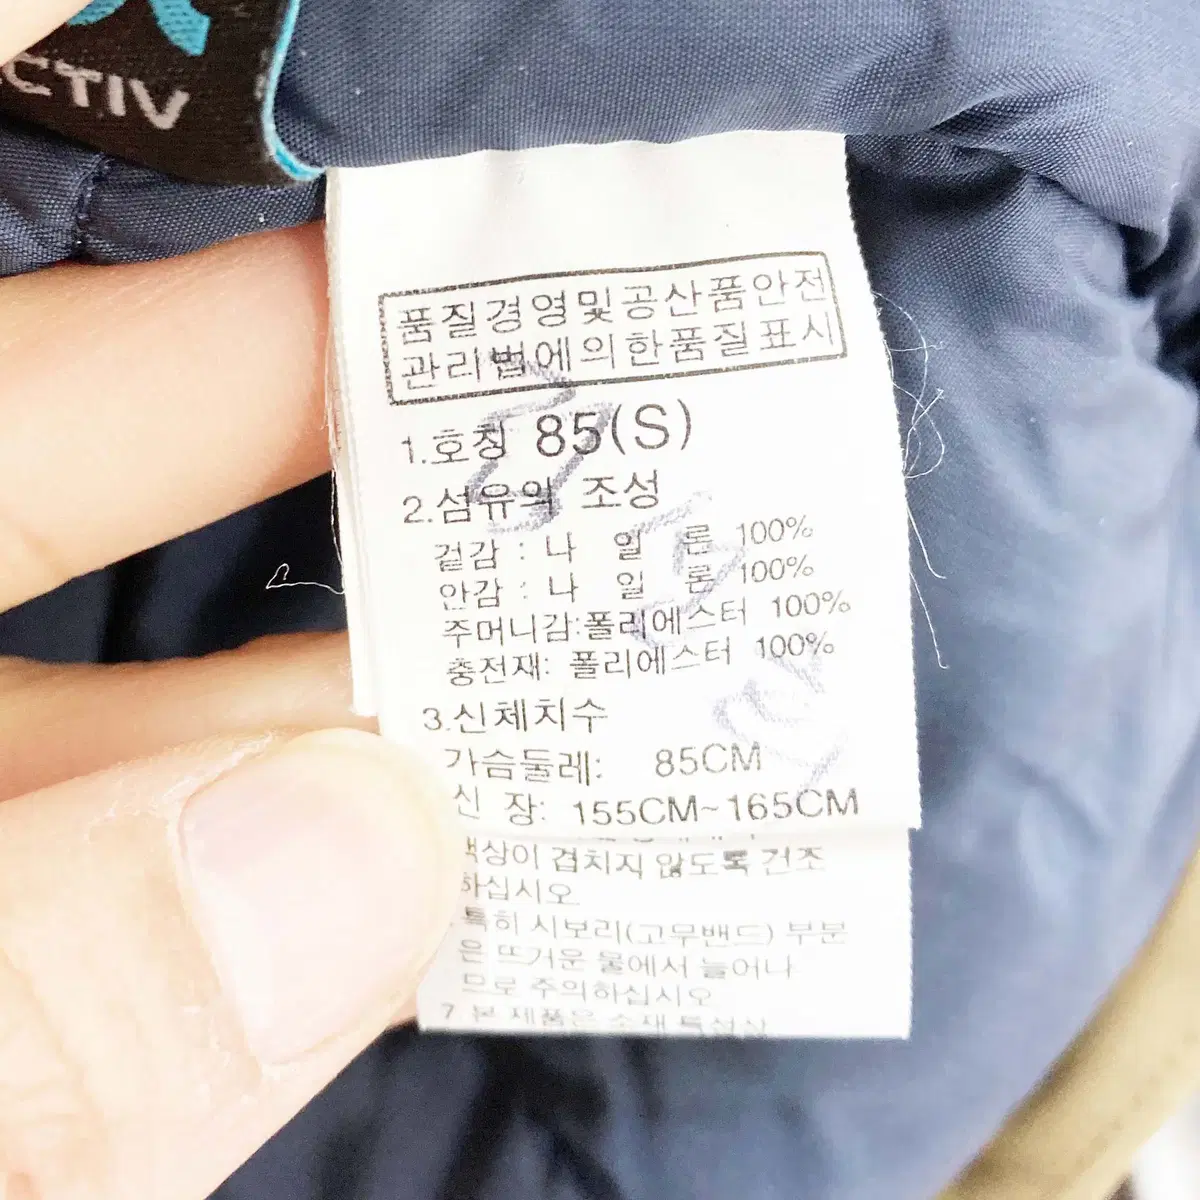 CTIV
품질경영및공산품안전
관리법에의한품질표시
1.호칭 85(S)
2.섬유의 조성
겉감 : 나 일 론 100%
안감 : 나 일 론 100%
주머니감:폴리에스터 100%
충전재: 폴리에스터 100%
3.신체치수
가슴둘레: 85CM
신 장: 155CM~165CM
색상이 겹치지 않도록 건조
하십시오
특히 시보리(고무밴드) 부분
은 뜨거운 물에서 늘어나
므로 주의하십시오
7 본 제품은 소재 특성상